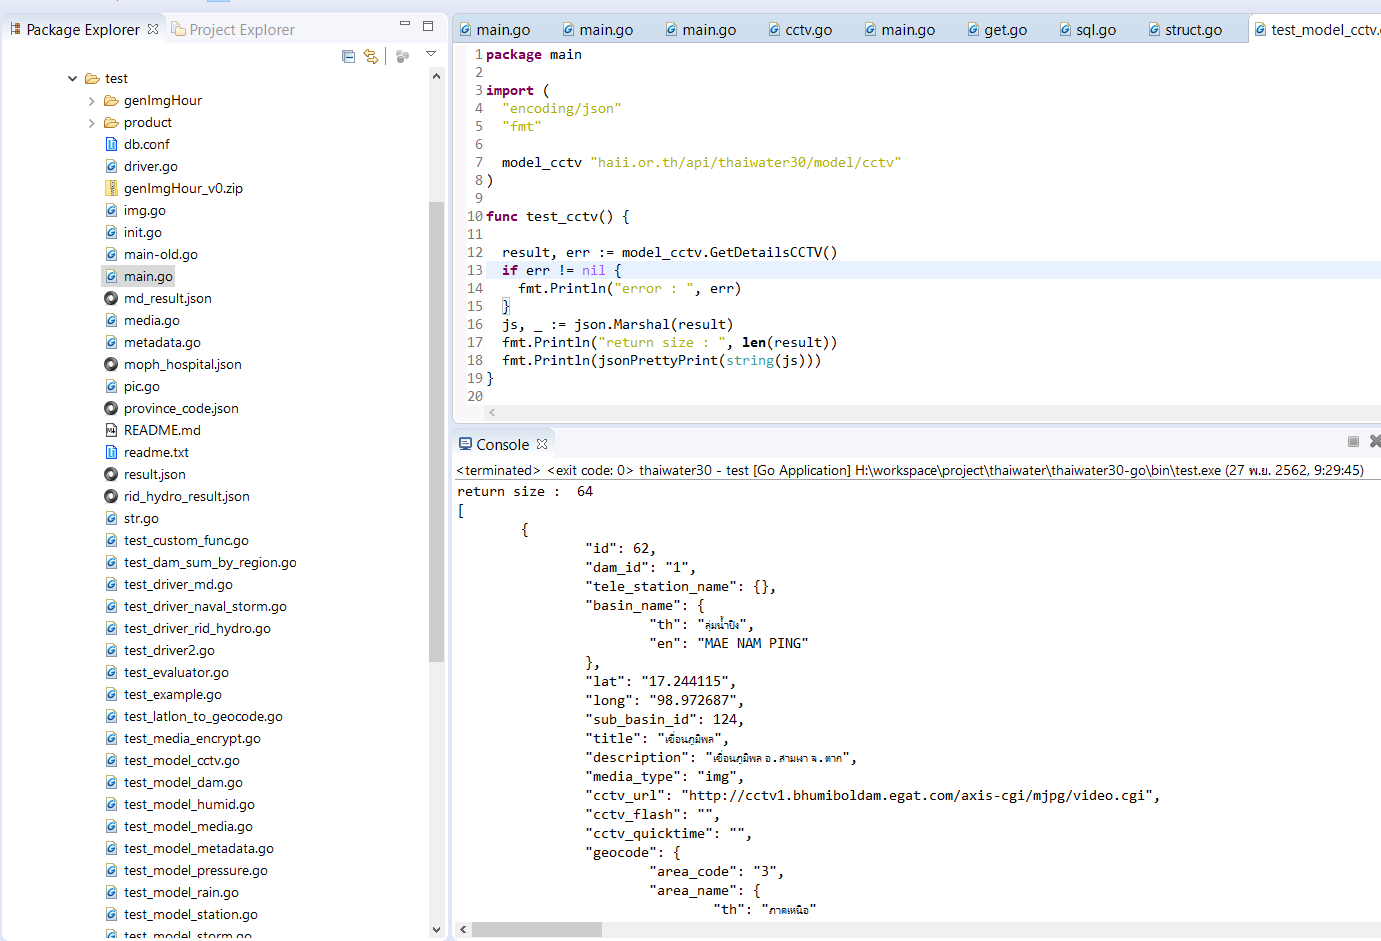 Package Explorer
Project Explorer
test
genImgHour
product
db.conf
driver.go
genImgHour_v0.zip
img.go
init.go
main-old.go
main.go
md_result.json
media.go
metadata.go
moph_hospital.json
pic.go
province_code.json
README.md
readme.txt
result.json
rid_hydro_result.json
str.go
test_custom_func.go
test_dam_sum_by_region.go
test_driver_md.go
test_driver_naval_storm.go
test_driver_rid_hydro.go
test_driver2.go
test_evaluator.go
test_example.go
test_latlon_to_geocode.go
test_media_encrypt.go
test_model_cctv.go
test_model_dam.go
test_model_humid.go
test_model_media.go
test_model_metadata.go
test_model_pressure.go
test_model_rain.go
test_model_station.go
test_model_storm.go
main.go main.go main.go cctv.go main.go get.go sql.go struct.go test_model_cctv.
1 package main
2
3 import (
4 "encoding/json"
5 "fmt"
6
7 model_cctv "haii.or.th/api/thaiwater30/model/cctv"
8 )
9
10 func test_cctv() {
11
12 result, err := model_cctv.GetDetailsCCTV()
13 if err != nil {
14 fmt.Println("error : ", err)
15 }
16 js, _ := json.Marshal(result)
17 fmt.Println("return size : ", len(result))
18 fmt.Println(jsonPrettyPrint(string(js)))
19 }
20
Console
<terminated> <exit code: 0> thaiwater30 - test [Go Application] H:\workspace\project\thaiwater\thaiwater30-go\bin\test.exe (27 พ.ย. 2562, 9:29:45)
return size :  64
[
{
"id": 62,
"dam_id": "1",
"tele_station_name": {},
"basin_name": {
"th": "ลุ่มน้ำปิง",
"en": "MAE NAM PING"
},
"lat": "17.244115",
"long": "98.972687",
"sub_basin_id": 124,
"title": "เขื่อนภูมิพล",
"description": "เขื่อนภูมิพล อ.สามเงา จ.ตาก",
"media_type": "img",
"cctv_url": "http://cctv1.bhumiboldam.egat.com/axis-cgi/mjpg/video.cgi",
"cctv_flash": "",
"cctv_quicktime": "",
"geocode": {
"area_code": "3",
"area_name": {
"th": "ภาคเหนือ"